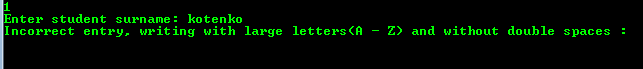 1
Enter student surname: kotenko
Incorrect entry, writing with large letters(A - Z) and without double spaces :